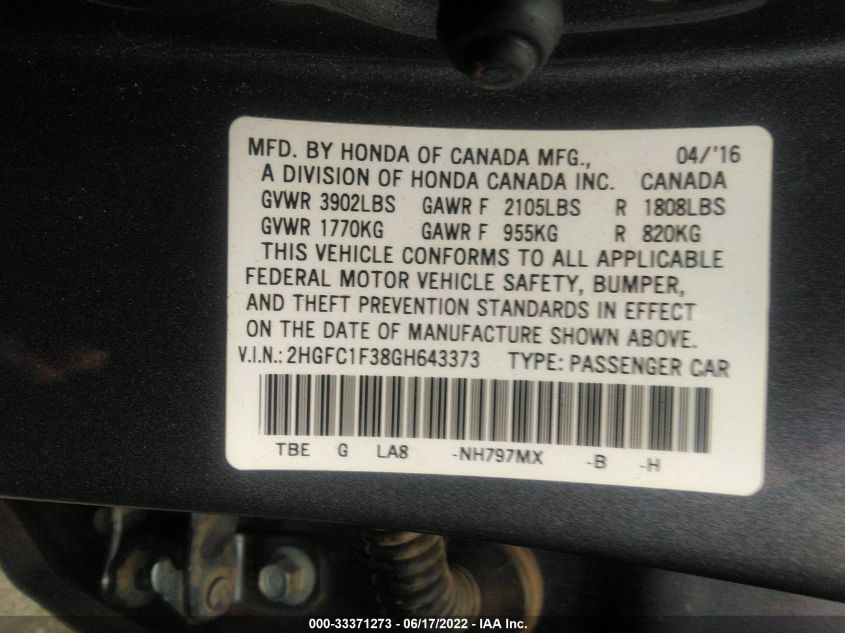 MFD. BY HONDA OF CANADA MFG., 04/'16
A DIVISION OF HONDA CANADA INC. CANADA
GVWR 3902LBS GAWR F 2105LBS R 1808LBS
GVWR 1770KG GAWR F 955KG R 820KG
THIS VEHICLE CONFORMS TO ALL APPLICABLE
FEDERAL MOTOR VEHICLE SAFETY, BUMPER,
AND THEFT PREVENTION STANDARDS IN EFFECT
ON THE DATE OF MANUFACTURE SHOWN ABOVE.
V.I.N.: 2HGFC1F38GH643373 TYPE: PASSENGER CAR
TBE G LA8 -NH797MX -B -H
000-33371273 - 06/17/2022 - IAA Inc.